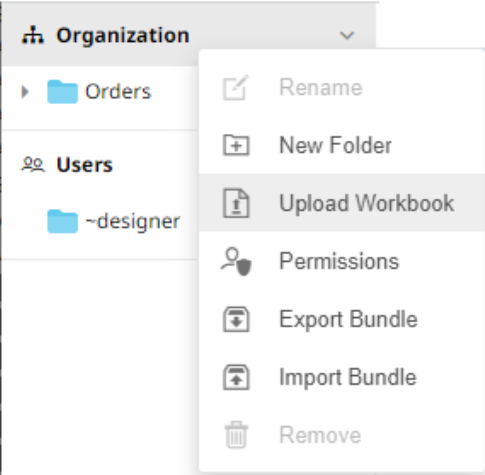 Organization
Orders
Users
~designer
Rename
New Folder
Upload Workbook
Permissions
Export Bundle
Import Bundle
Remove